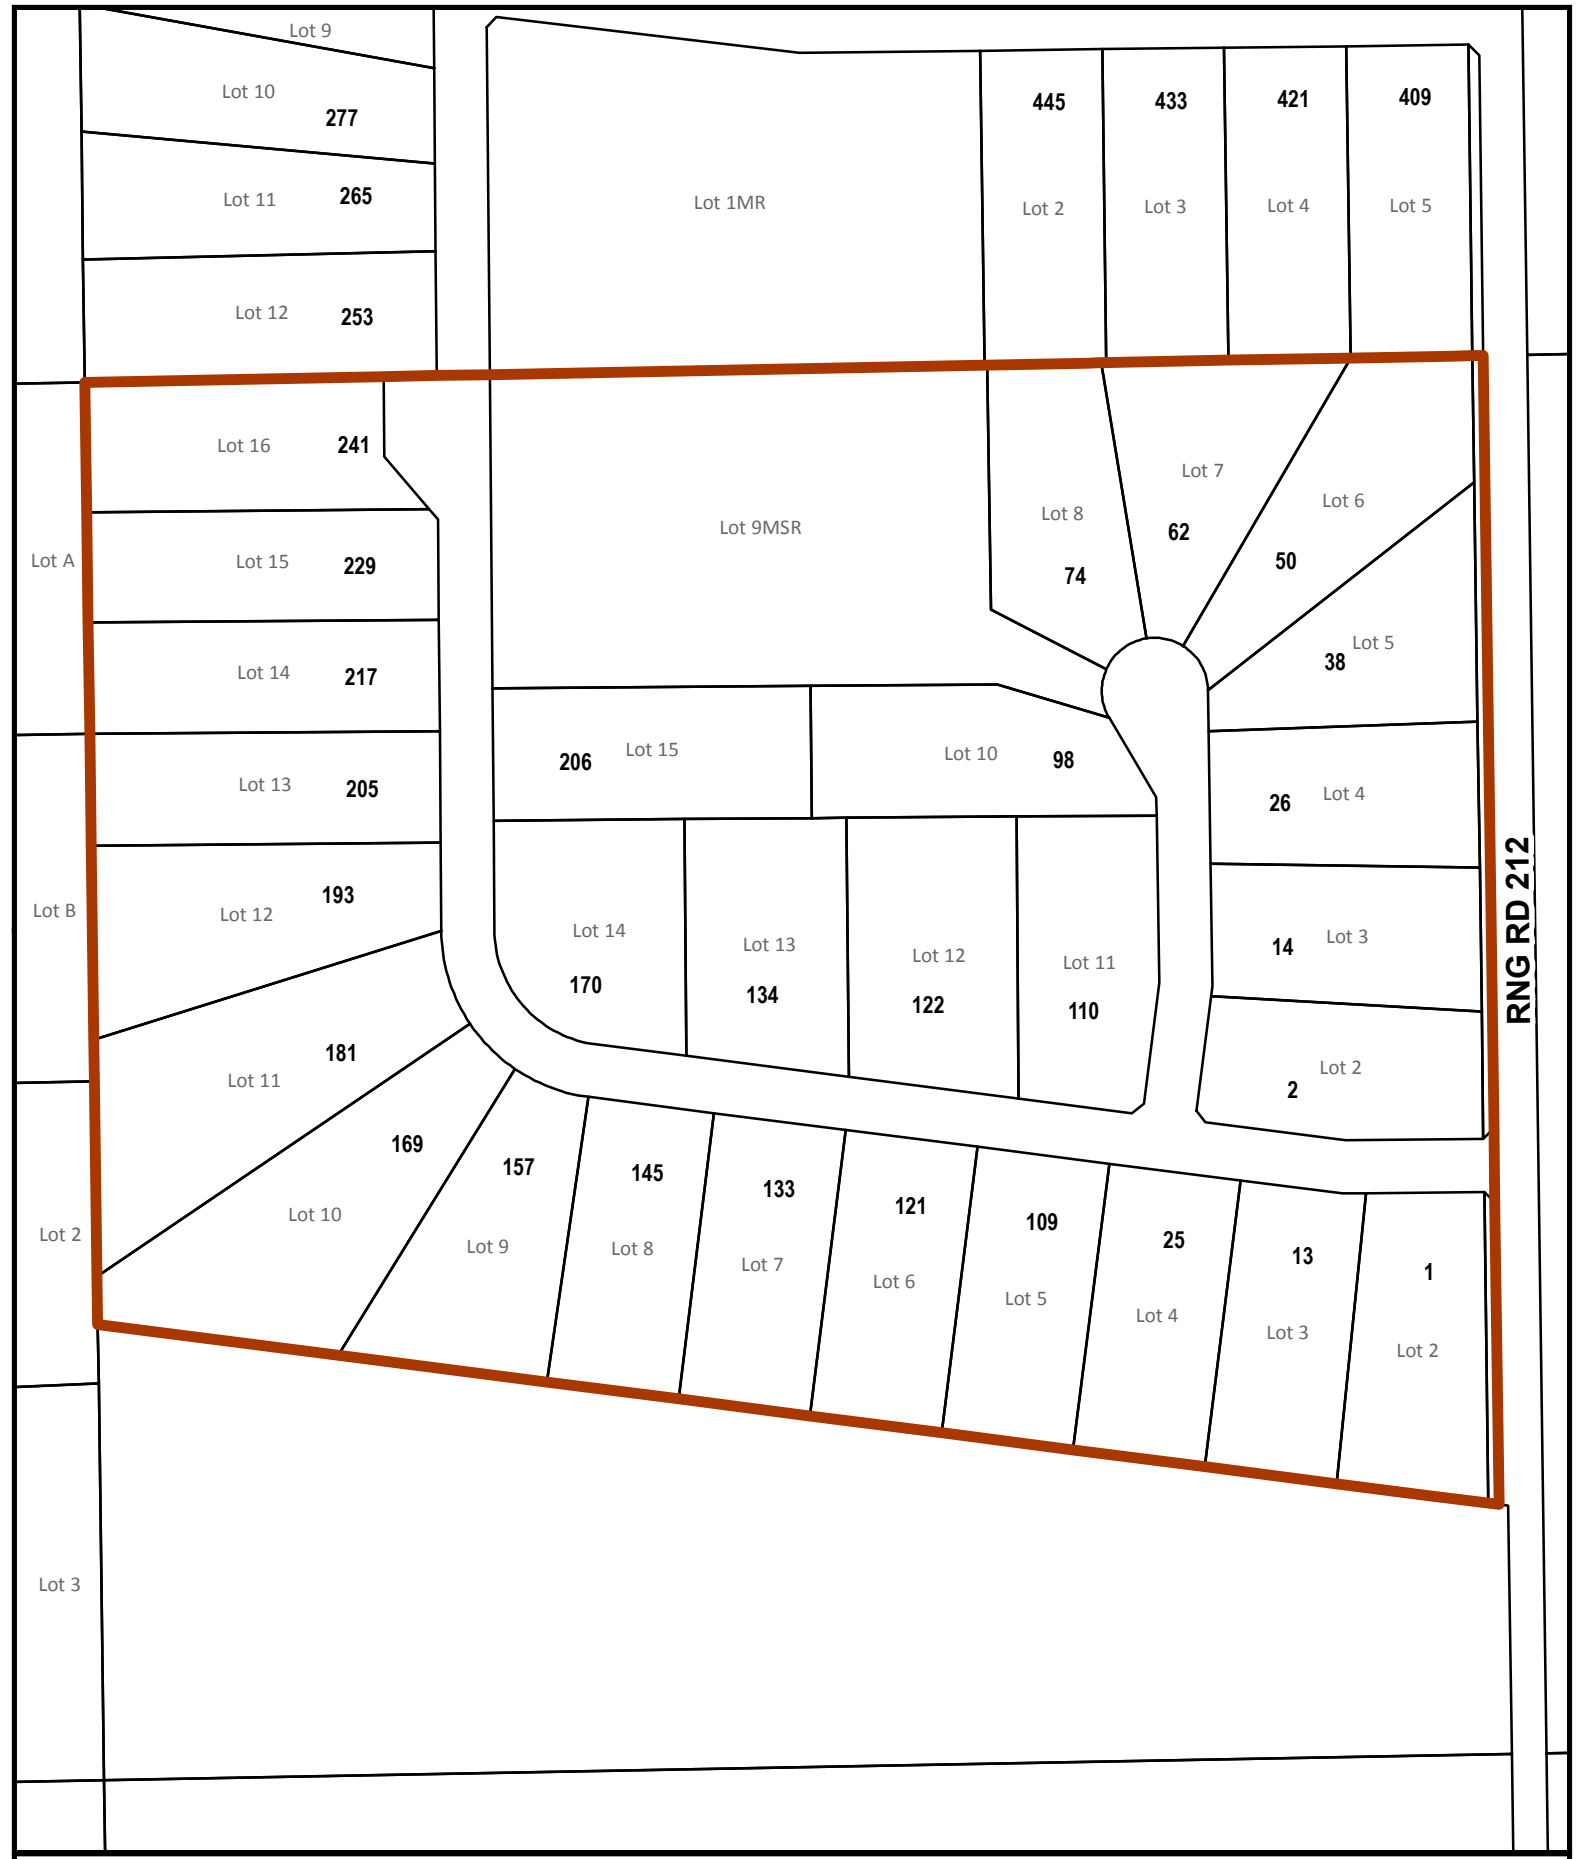 Lot 9
Lot 10
277
Lot 11
265
Lot 12
253
Lot 1MR
445
Lot 2
433
Lot 3
421
Lot 4
409
Lot 5
Lot 16
241
Lot A
Lot 15
229
Lot 14
217
Lot 13
205
Lot B
Lot 12
193
Lot 11
181
Lot 10
169
Lot 2
Lot 3
Lot 9MSR
Lot 8
74
Lot 7
62
Lot 6
50
Lot 5
38
206
Lot 15
Lot 10
98
Lot 4
26
Lot 14
170
Lot 13
134
Lot 12
122
Lot 11
110
Lot 3
14
Lot 2
2
RNG RD 212
157
Lot 9
145
Lot 8
133
Lot 7
121
Lot 6
109
Lot 5
25
Lot 4
13
Lot 3
1
Lot 2